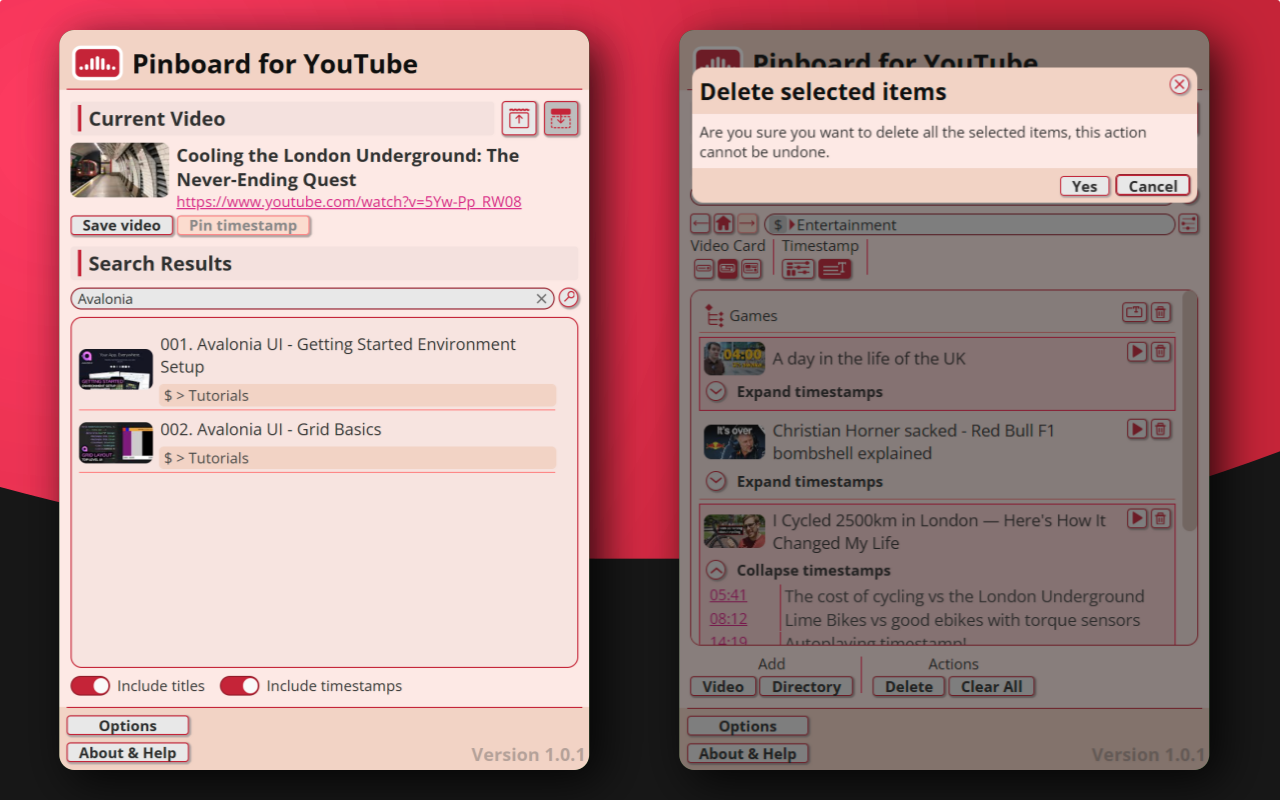 Pinboard for YouTube
Current Video
Cooling the London Underground: The
Never-Ending Quest
https://www.youtube.com/watch?v=5Yw-Pp_RW08
Save video
Pin timestamp
Search Results
Avalonia
001. Avalonia UI - Getting Started Environment
Setup
$ > Tutorials
002. Avalonia UI - Grid Basics
$ > Tutorials
Include titles
Include timestamps
Options
About & Help
Version 1.0.1
Pinboard for YouTube
Delete selected items
Are you sure you want to delete all the selected items, this action
cannot be undone.
Yes
Cancel
$ Entertainment
Video Card
Timestamp
Games
04:00
A day in the life of the UK
Expand timestamps
It's over
Christian Horner sacked - Red Bull F1
bombshell explained
Expand timestamps
I Cycled 2500km in London — Here's How It
Changed My Life
Collapse timestamps
05:41 The cost of cycling vs the London Underground
08:12 Lime Bikes vs good ebikes with torque sensors
14:19 Autoplaying timestamp!
Add
Actions
Video
Directory
Delete
Clear All
Options
About & Help
Version 1.0.1